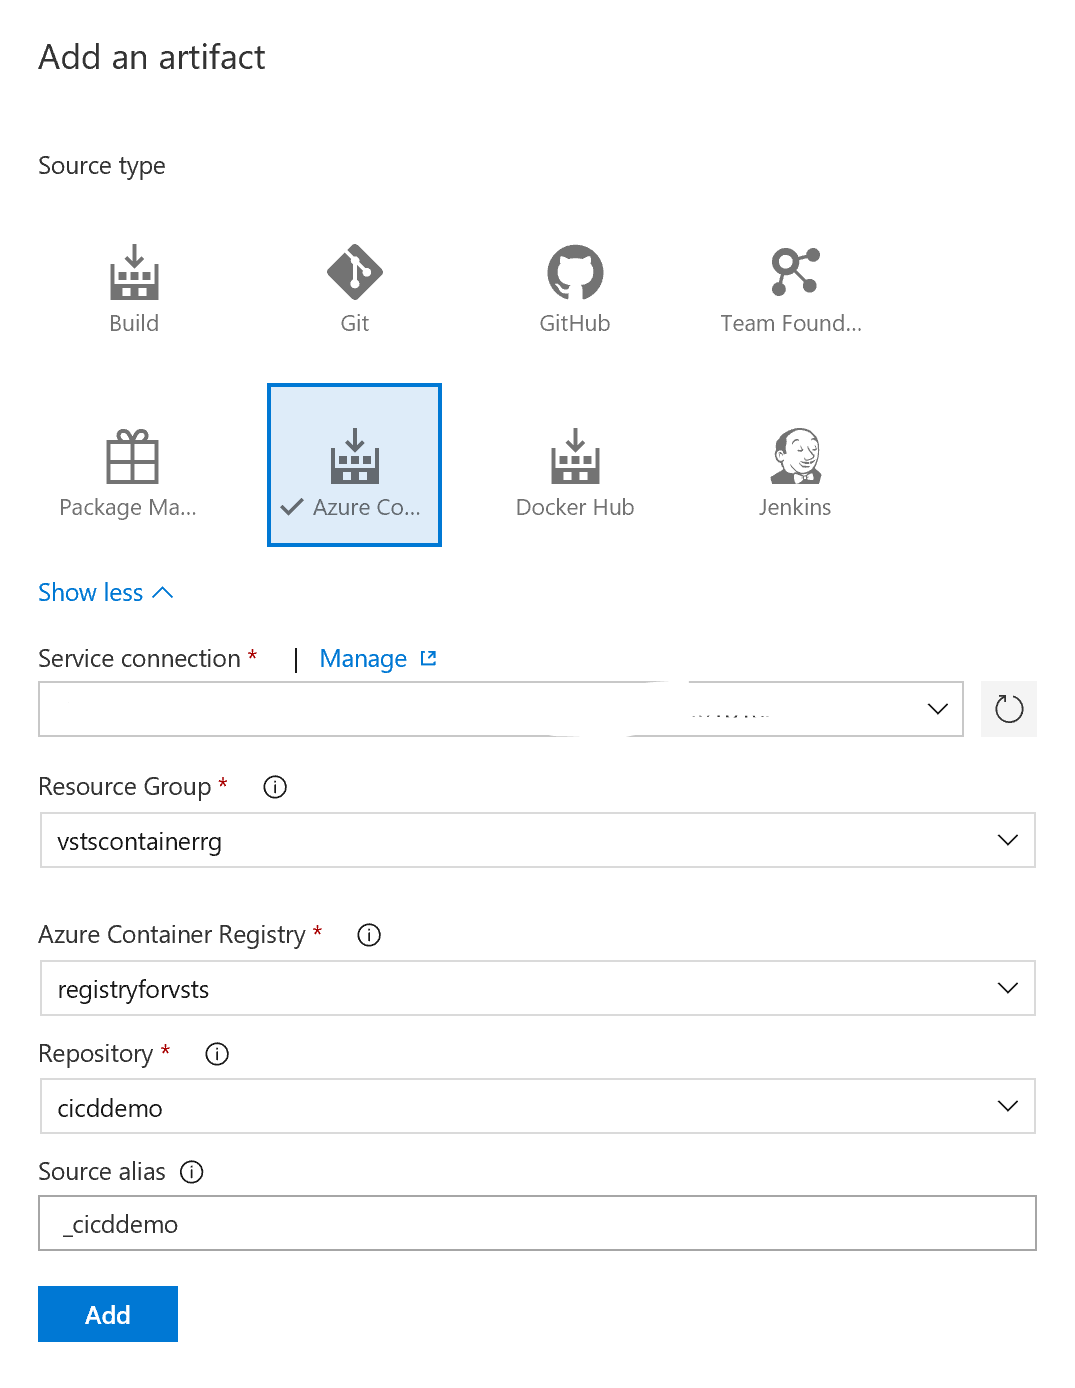 Add an artifact
Source type
Build
Git
GitHub
Team Found...
Package Ma...
Azure Co...
Docker Hub
Jenkins
Show less
Service connection * | Manage
Resource Group *
vstscontainerrg
Azure Container Registry *
registryforvsts
Repository *
cicddemo
Source alias
_cicddemo
Add